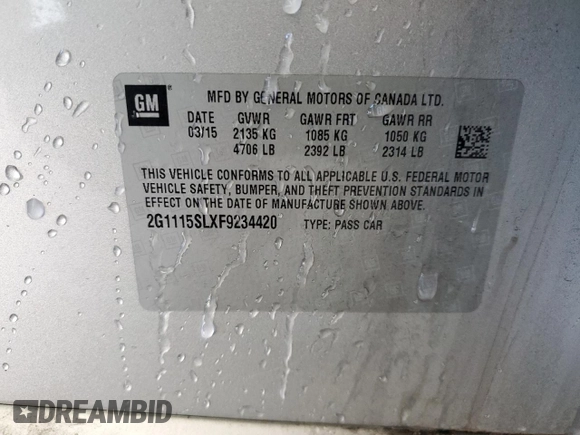 GM
MFD BY GENERAL MOTORS OF CANADA LTD.
DATE GVWR GAWR FRT GAWR RR
03/15 2135 KG 1085 KG 1050 KG
4706 LB 2392 LB 2314 LB
THIS VEHICLE CONFORMS TO ALL APPLICABLE U.S. FEDERAL MOTOR
VEHICLE SAFETY, BUMPER, AND THEFT PREVENTION STANDARDS IN
EFFECT ON THE DATE OF MANUFACTURE SHOWN ABOVE.
2G1115SLXF9234420 TYPE: PASS CAR
DREAMBID